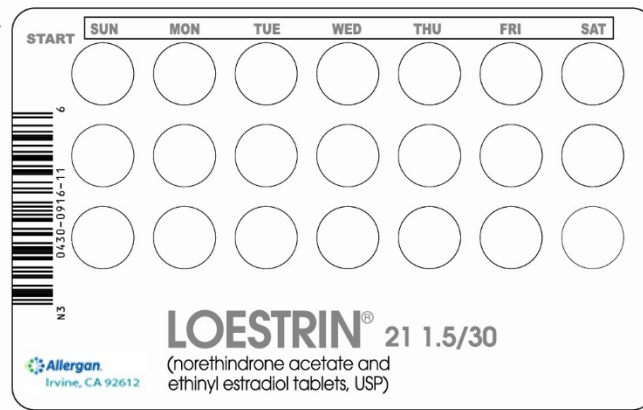 START SUN MON TUE WED THU FRI SAT
6
0430-0916-11
N3
LOESTRIN® 21 1.5/30
(norethindrone acetate and
ethinyl estradiol tablets, USP)
Allergan.
Irvine, CA 92612